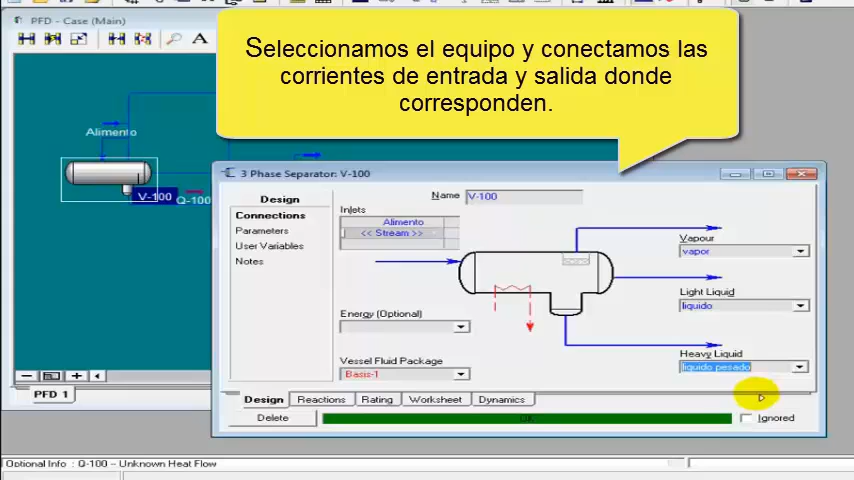 PFD - Case (Main)
A
Seleccionamos el equipo y conectamos las
corrientes de entrada y salida donde
corresponden.
Alimento
V-100
Q-100
3 Phase Separator: V-100
Design
Connections
Parameters
User Variables
Notes
Name
V-100
Inlets
Alimento
<< Stream >>
Energy (Optional)
Vessel Fluid Package
Basis-1
Vapour
vapor
Light Liquid
liquido
Heavy Liquid
liquido pesado
PFD 1
Design
Reactions
Rating
Worksheet
Dynamics
Delete
OK
Ignored
Optional Info : Q-100 -- Unknown Heat Flow